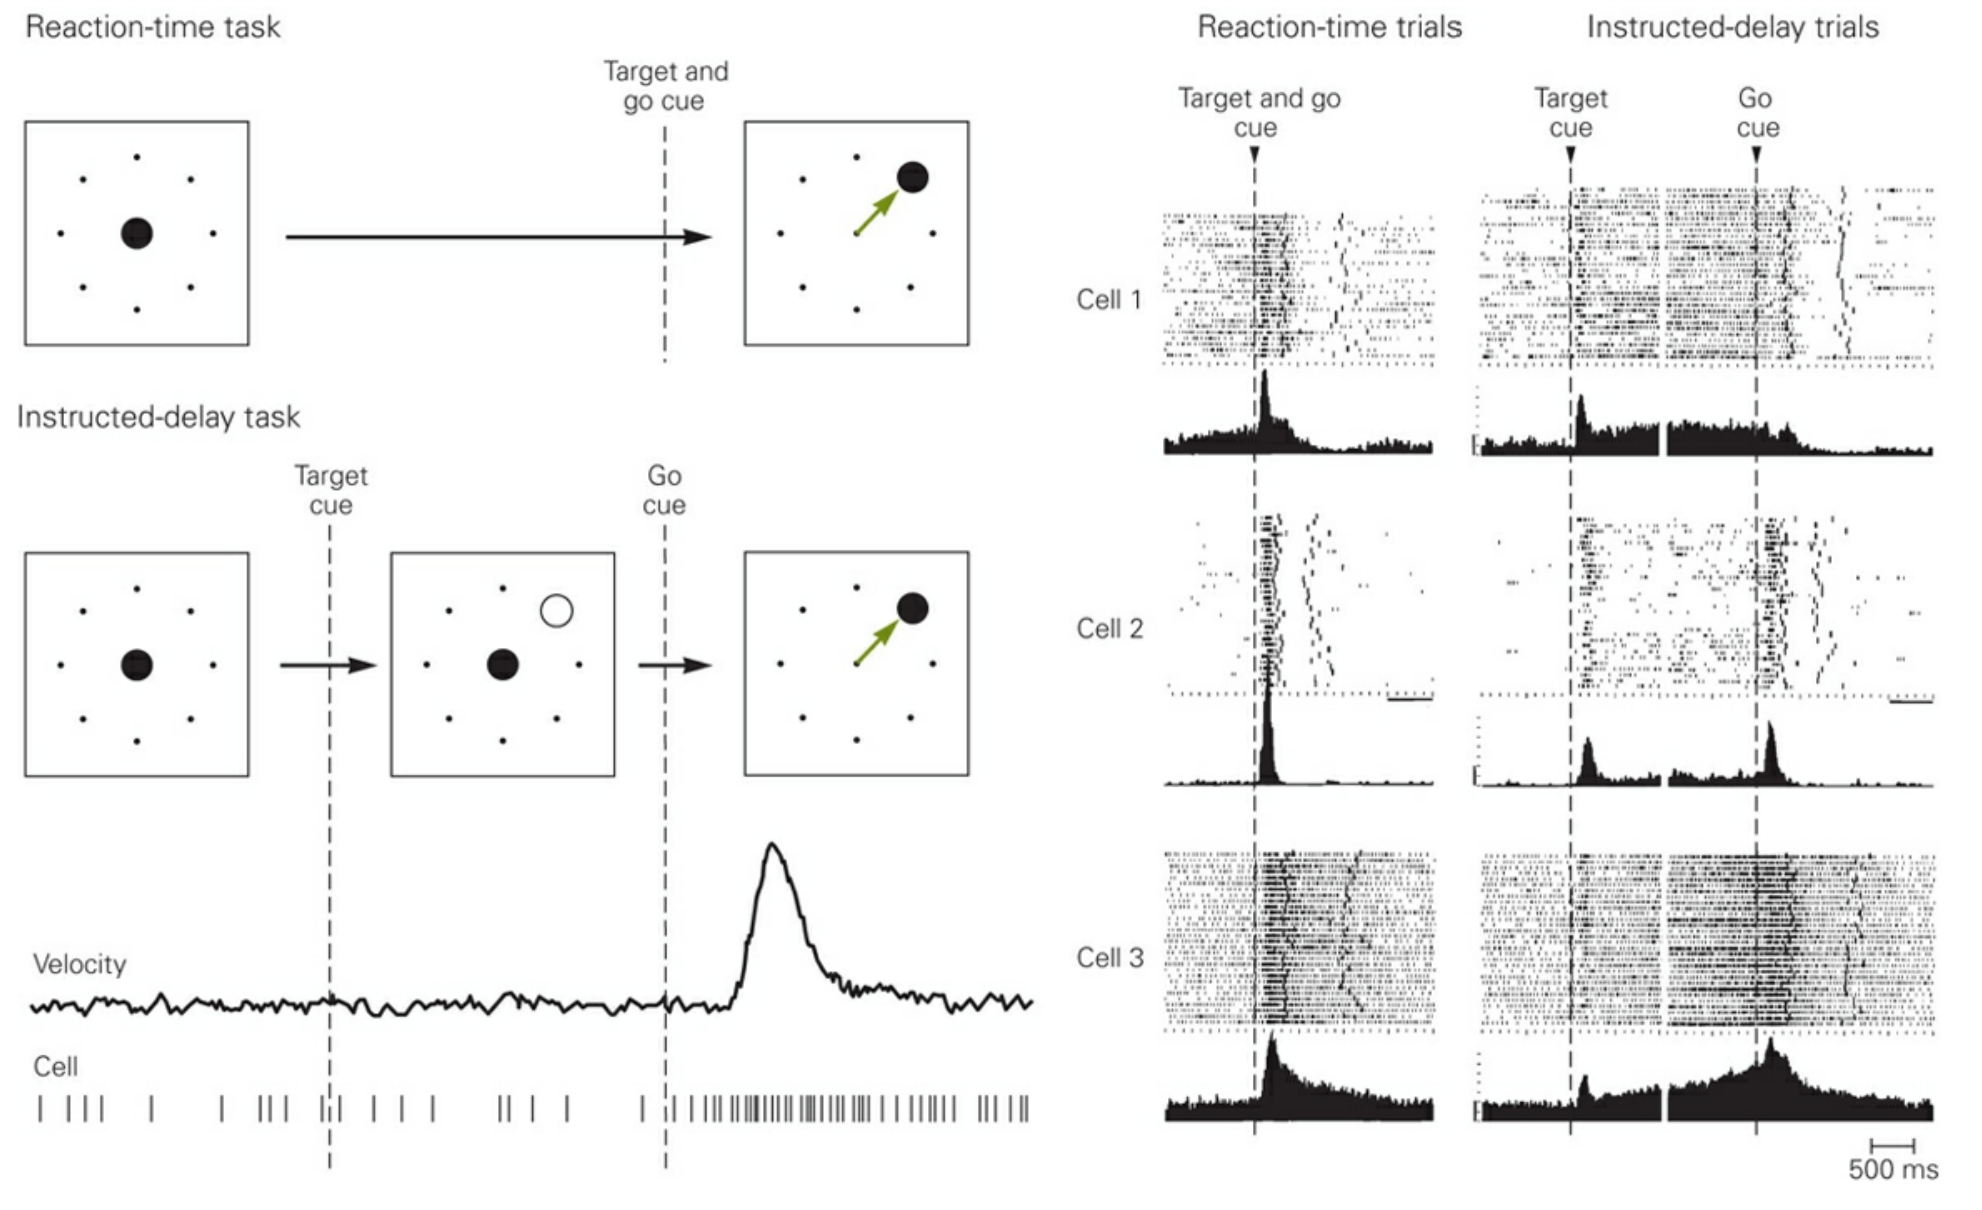 Reaction-time task
Target and
go cue
Instructed-delay task
Target
cue
Go
cue
Velocity
Cell
Reaction-time trials
Instructed-delay trials
Target and go
cue
Target
cue
Go
cue
Cell 1
Cell 2
Cell 3
500 ms